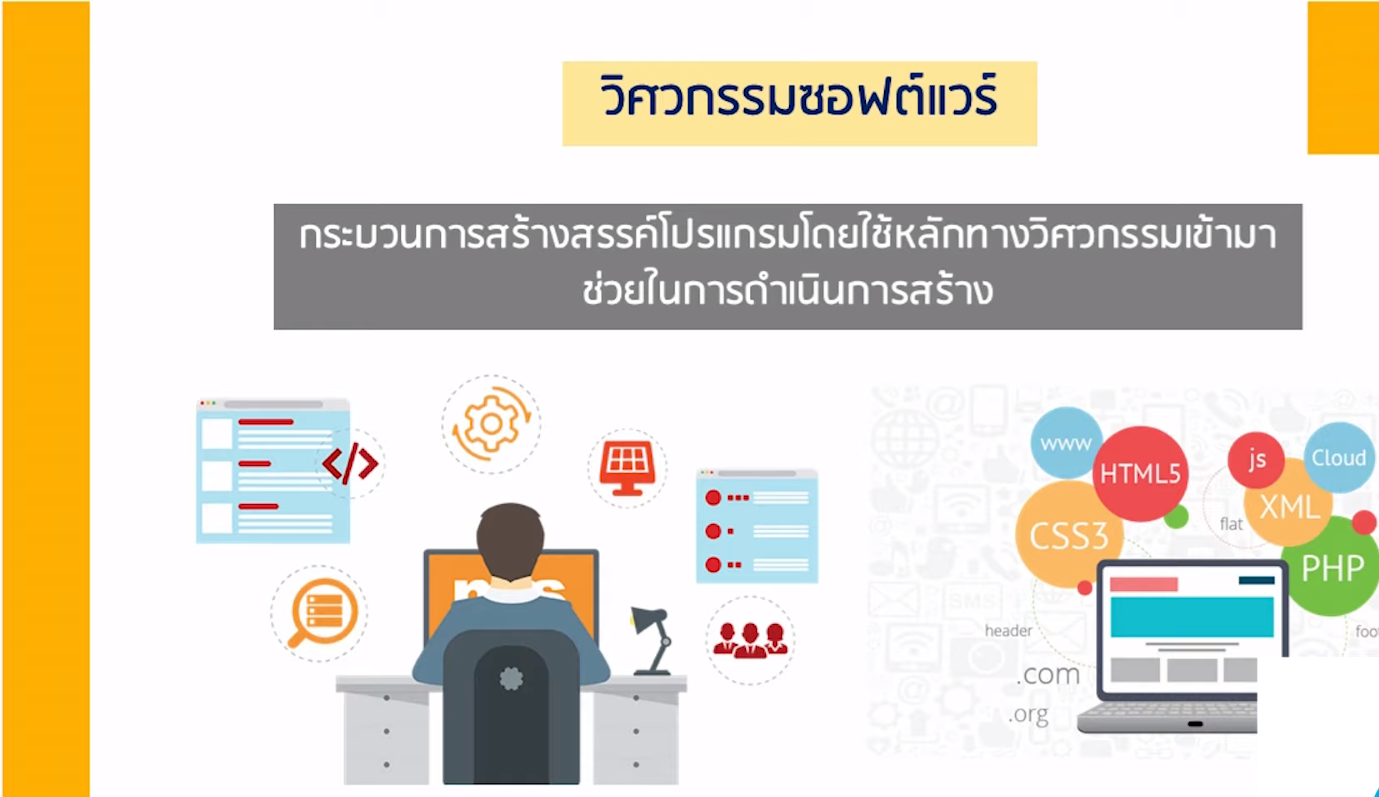 วิศวกรรมซอฟต์แวร์
กระบวนการสร้างสรรค์โปรแกรมโดยใช้หลักทางวิศวกรรมเข้ามา
ช่วยในการดำเนินการสร้าง
www
HTML5
js
Cloud
CSS3
flat
XML
PHP
SMS
header
.com
.org